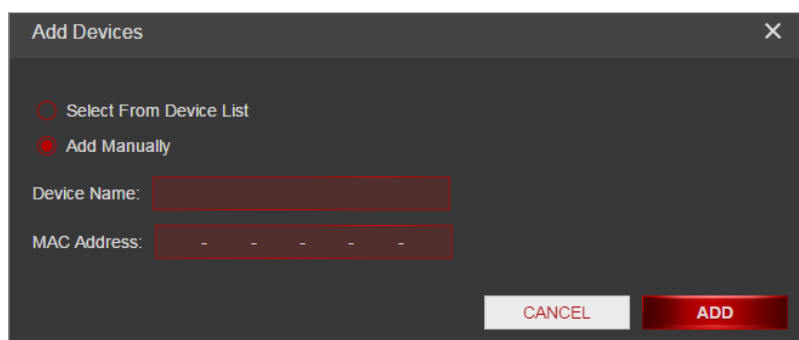 Add Devices
Select From Device List
Add Manually
Device Name:
MAC Address: - - - - -
CANCEL ADD